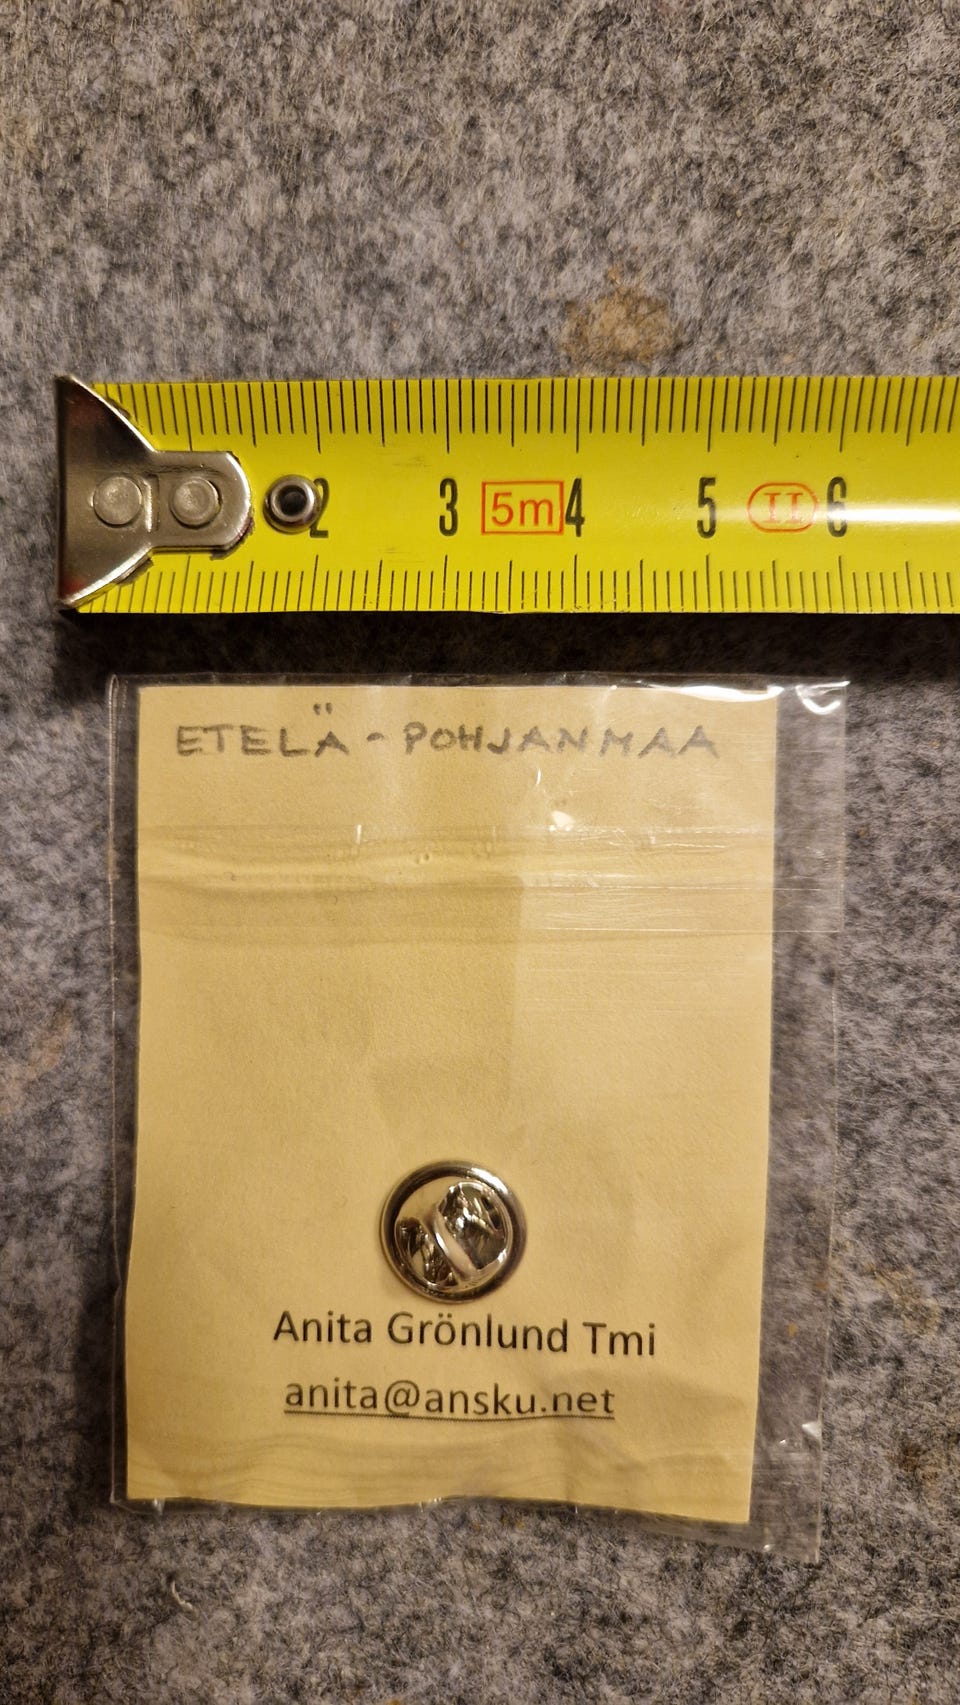 2 3 5m 4 5 II 6
ETELÄ-POHJANMAA
Anita Grönlund Tmi
anita@ansku.net